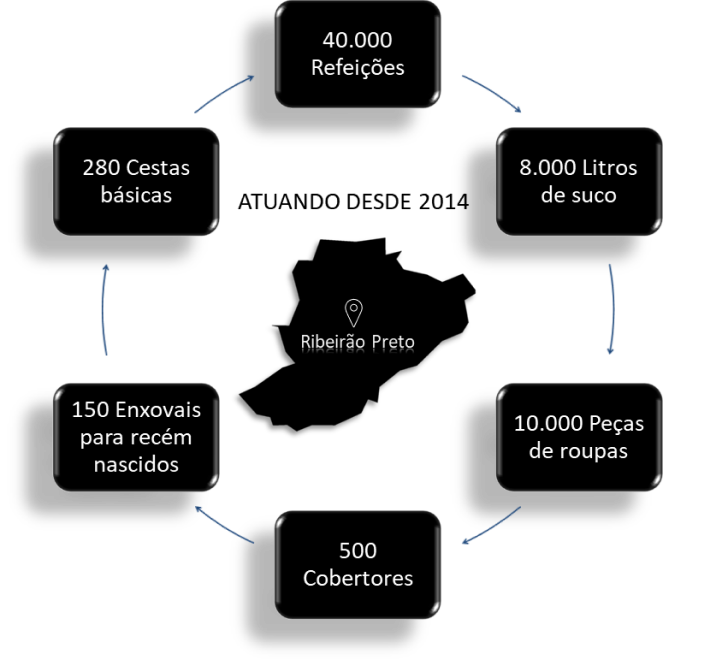 40.000
Refeições
280 Cestas
básicas
8.000 Litros
de suco
ATUANDO DESDE 2014
Ribeirão Preto
150 Enxovais
para recém
nascidos
10.000 Peças
de roupas
500
Cobertores